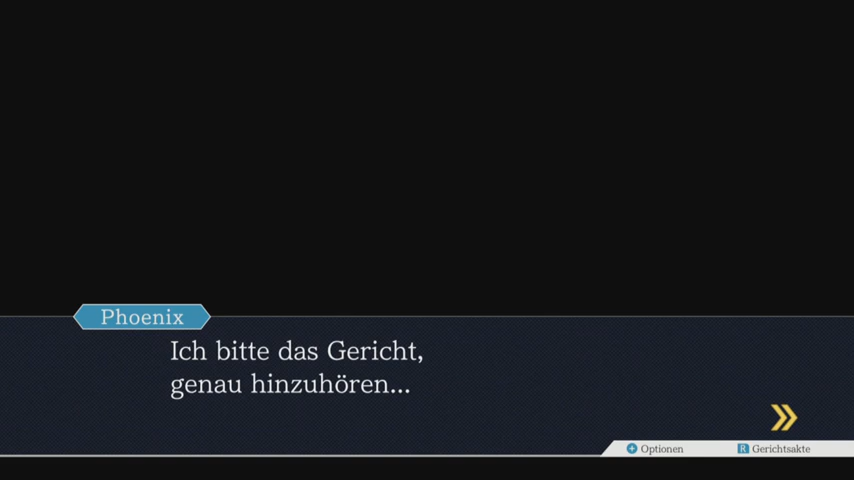 Phoenix
Ich bitte das Gericht,
genau hinzuhören...
+ Optionen
R Gerichtsakte